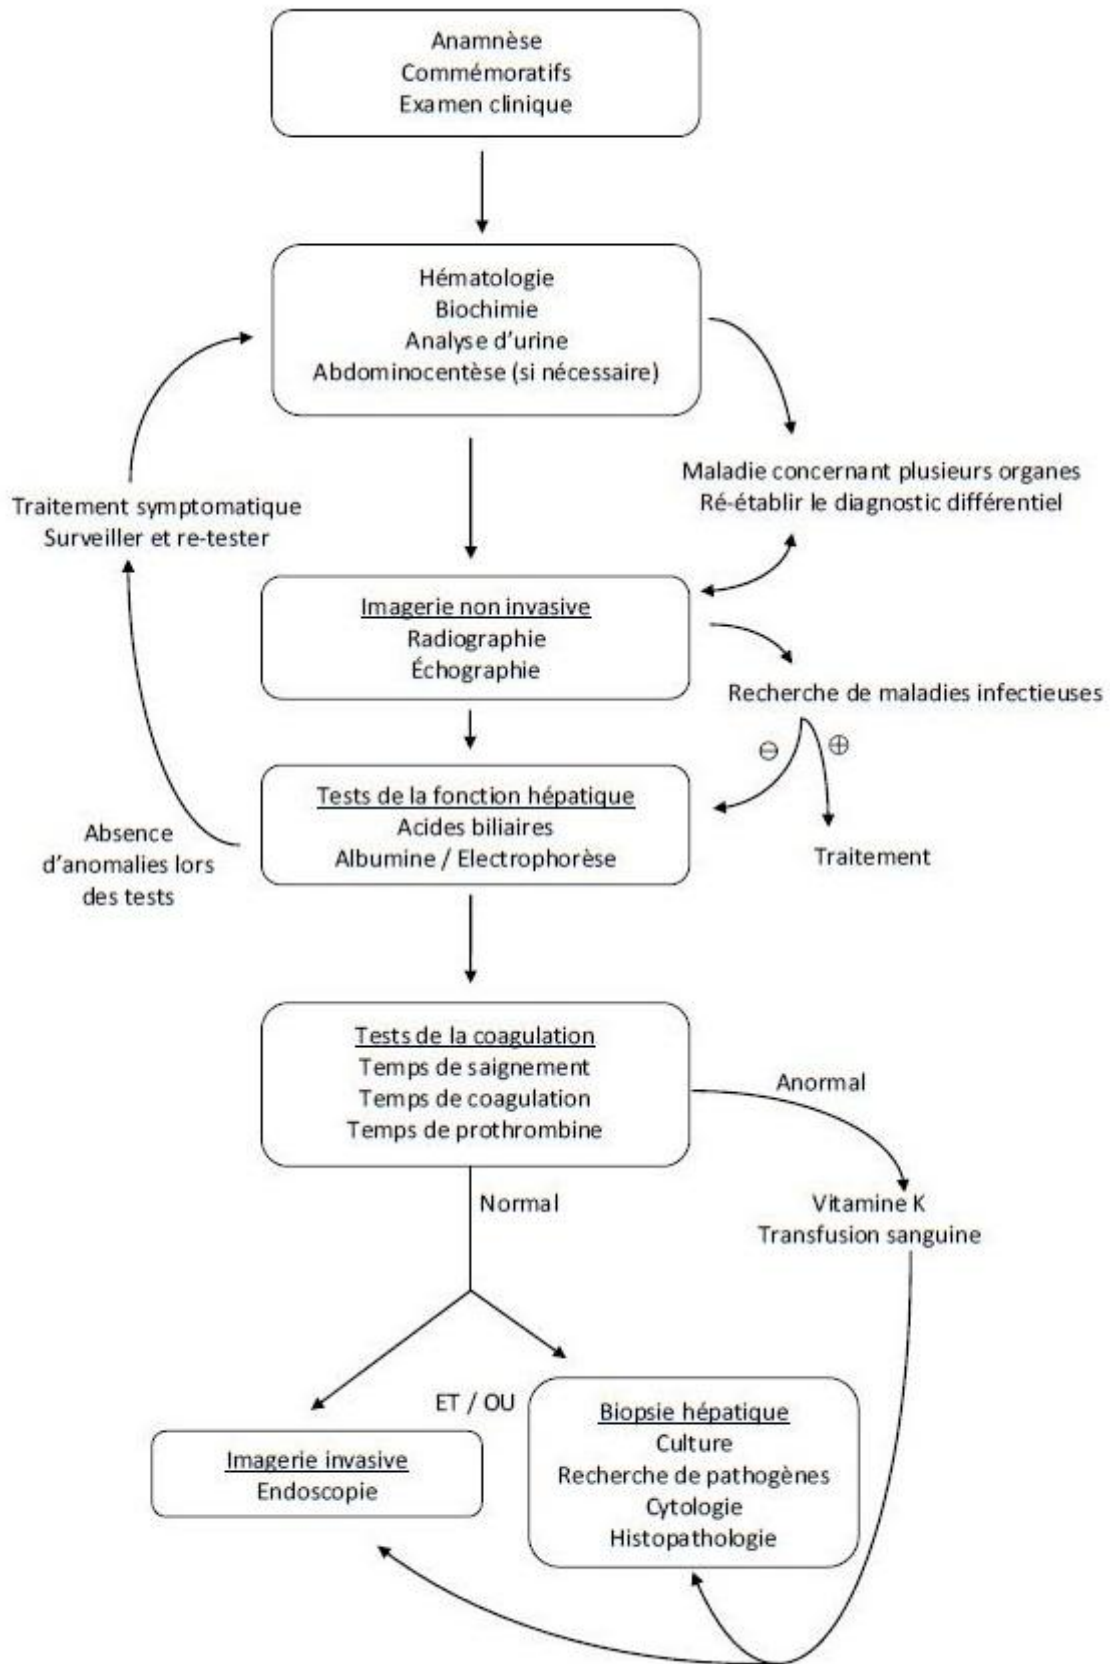 Anamnèse
Commémoratifs
Examen clinique
Hématologie
Biochimie
Analyse d'urine
Abdominocentèse (si nécessaire)
Maladie concernant plusieurs organes
Ré-établir le diagnostic différentiel
Traitement symptomatique
Surveiller et re-tester
Imagerie non invasive
Radiographie
Échographie
Recherche de maladies infectieuses
⊖
⊕
Tests de la fonction hépatique
Acides biliaires
Albumine / Electrophorèse
Absence
d'anomalies lors
des tests
Traitement
Tests de la coagulation
Temps de saignement
Temps de coagulation
Temps de prothrombine
Anormal
Normal
Vitamine K
Transfusion sanguine
ET / OU
Imagerie invasive
Endoscopie
Biopsie hépatique
Culture
Recherche de pathogènes
Cytologie
Histopathologie